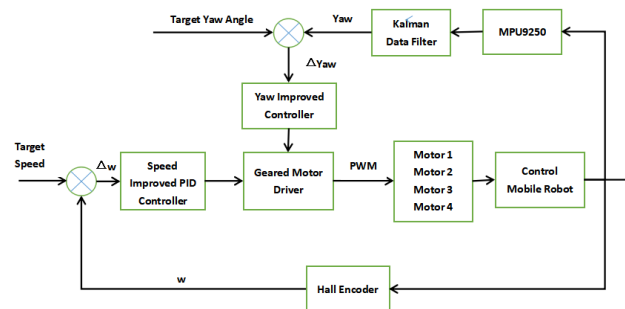 Target Yaw Angle
Yaw
Kalman
Data Filter
MPU9250
ΔYaw
Yaw Improved
Controller
Target
Speed
Δw
Speed
Improved PID
Controller
Geared Motor
Driver
PWM
Motor 1
Motor 2
Motor 3
Motor 4
Control
Mobile Robot
w
Hall Encoder